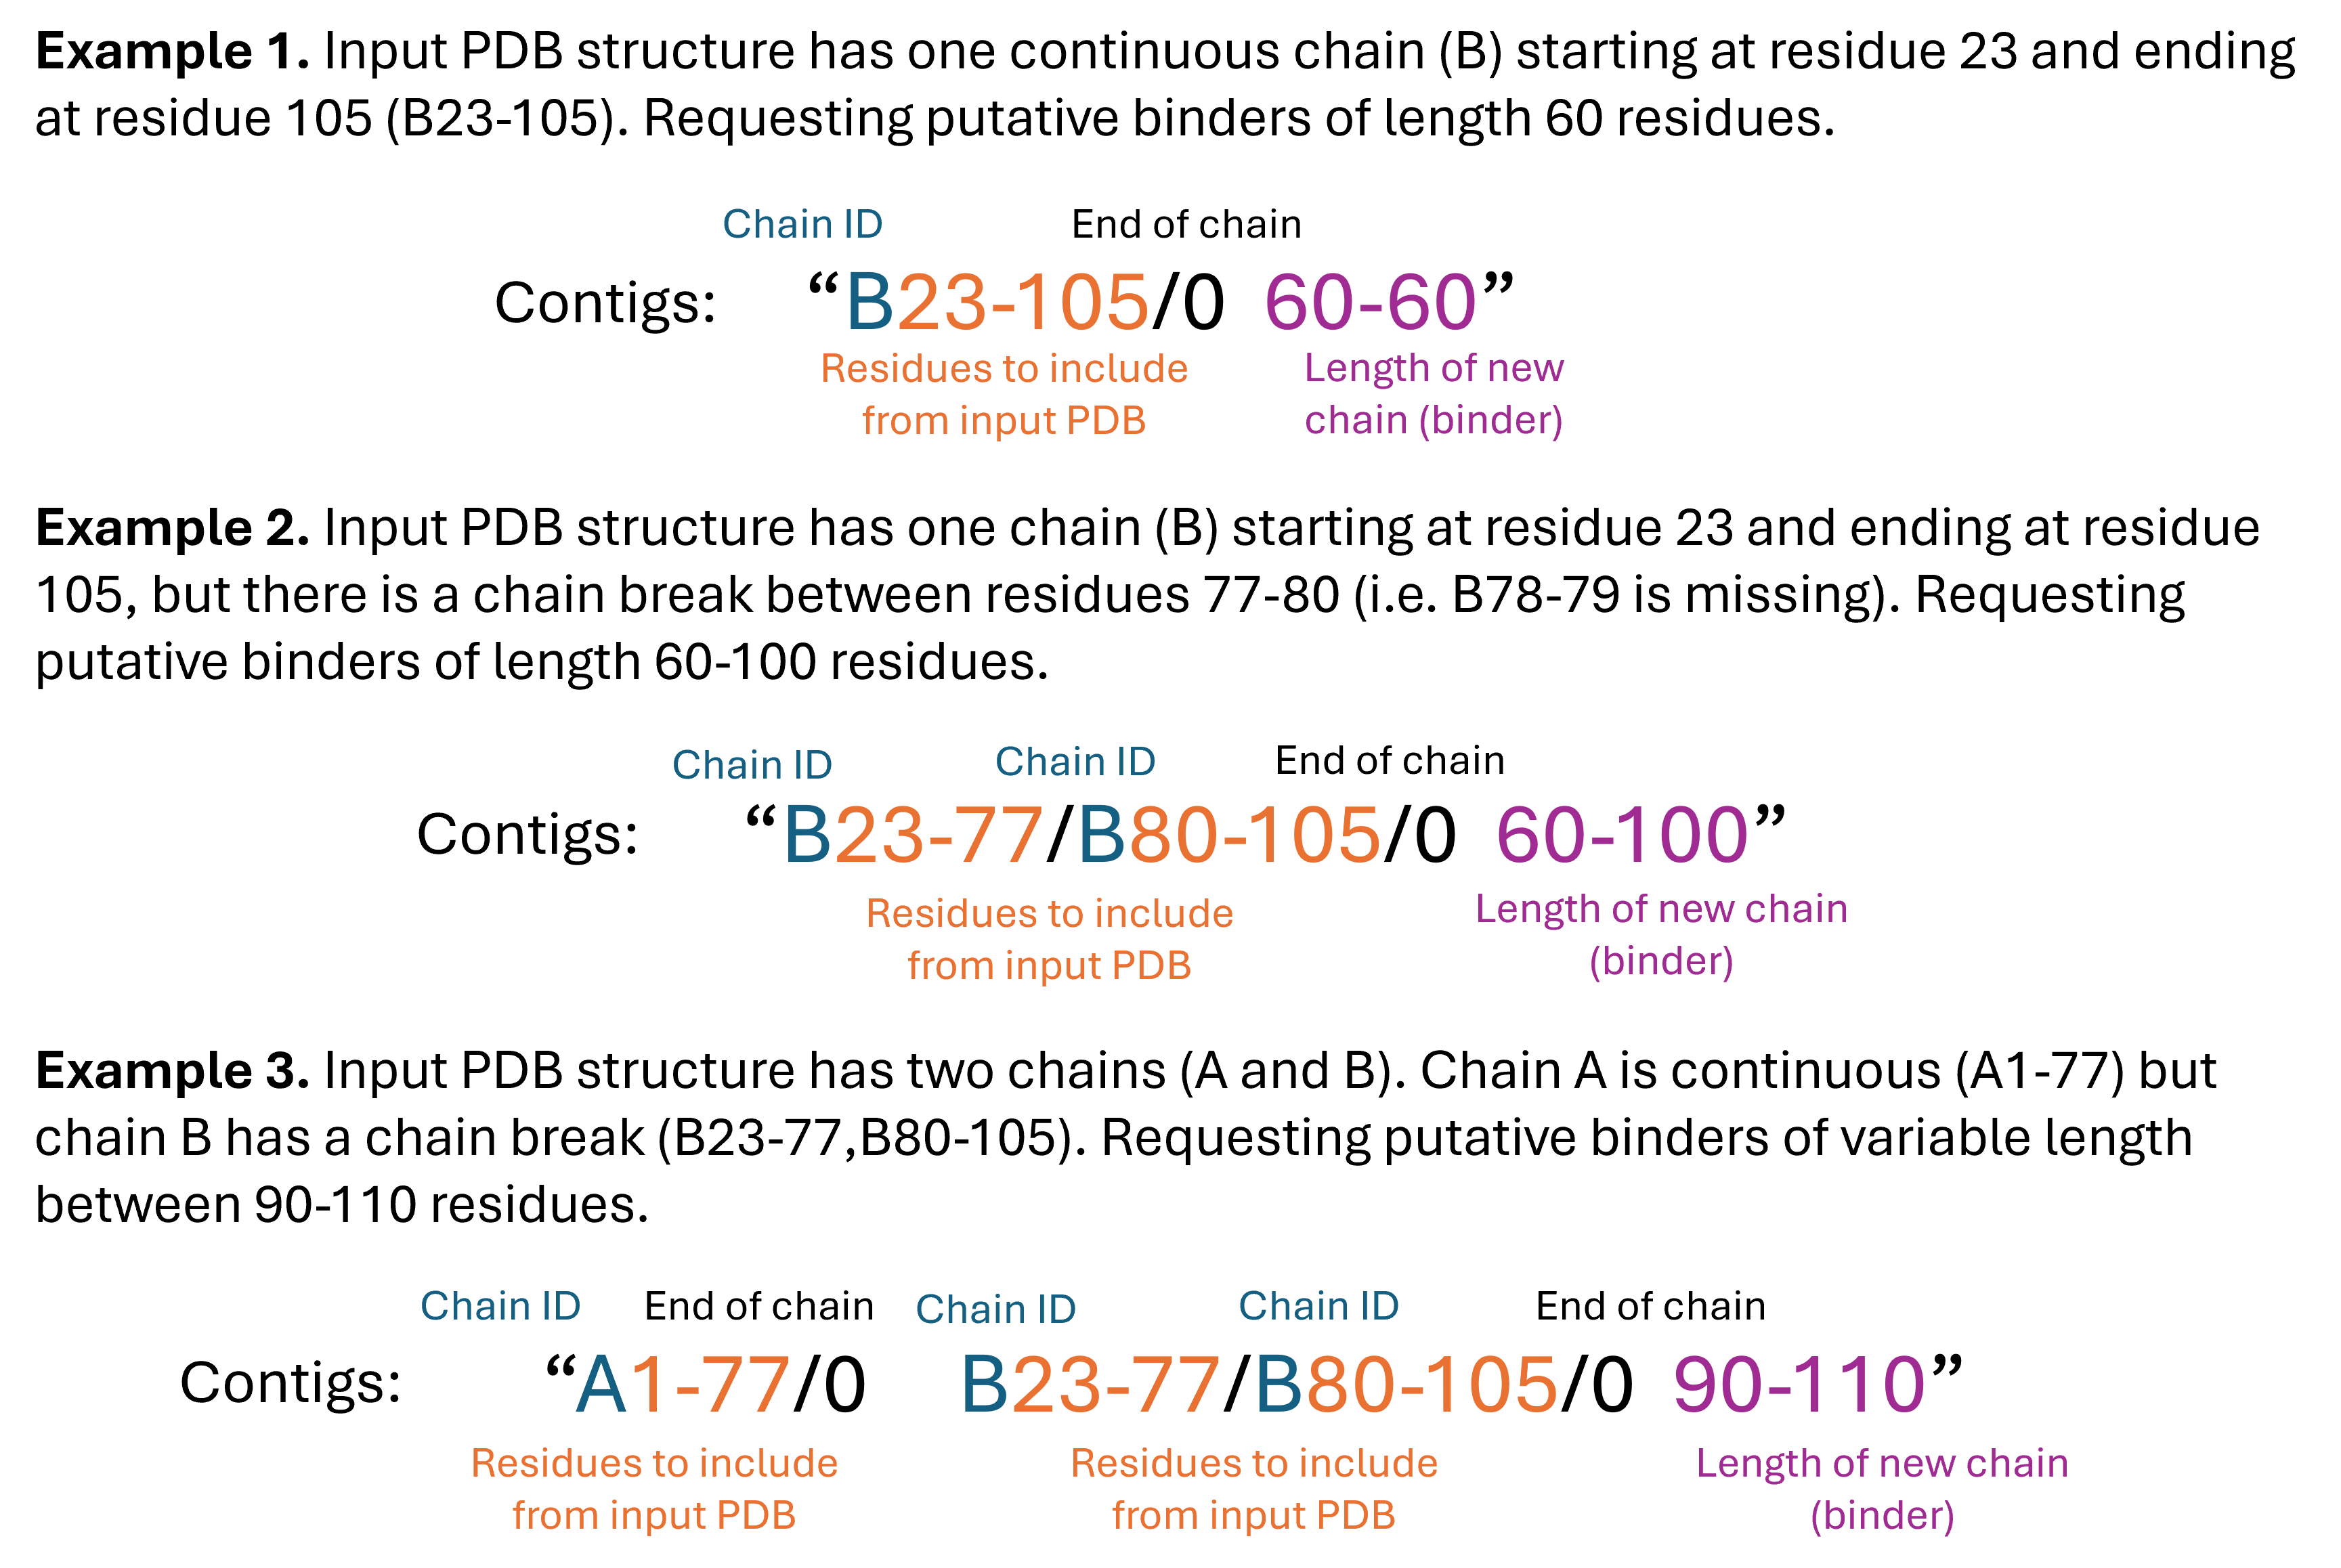 Example 1. Input PDB structure has one continuous chain (B) starting at residue 23 and ending
at residue 105 (B23-105). Requesting putative binders of length 60 residues.
Chain ID End of chain
Contigs: “B23-105/0 60-60”
Residues to include Length of new
from input PDB chain (binder)
Example 2. Input PDB structure has one chain (B) starting at residue 23 and ending at residue
105, but there is a chain break between residues 77-80 (i.e. B78-79 is missing). Requesting
putative binders of length 60-100 residues.
Chain ID Chain ID End of chain
Contigs: “B23-77/B80-105/0 60-100”
Residues to include Length of new chain
from input PDB (binder)
Example 3. Input PDB structure has two chains (A and B). Chain A is continuous (A1-77) but
chain B has a chain break (B23-77,B80-105). Requesting putative binders of variable length
between 90-110 residues.
Chain ID End of chain Chain ID Chain ID End of chain
Contigs: “A1-77/0 B23-77/B80-105/0 90-110”
Residues to include Residues to include Length of new chain
from input PDB from input PDB (binder)